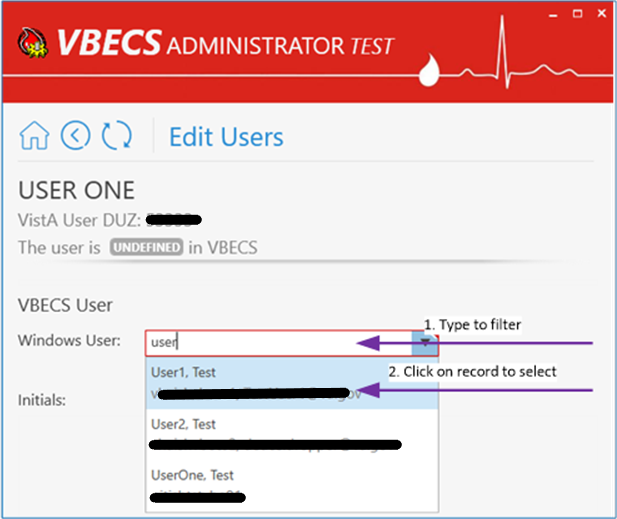 VBECS ADMINISTRATOR TEST
Edit Users
USER ONE
VistA User DUZ:
The user is UNDEFINED in VBECS
VBECS User
1. Type to filter
Windows User: user
2. Click on record to select
User1, Test
Initials:
User2, Test
UserOne, Test